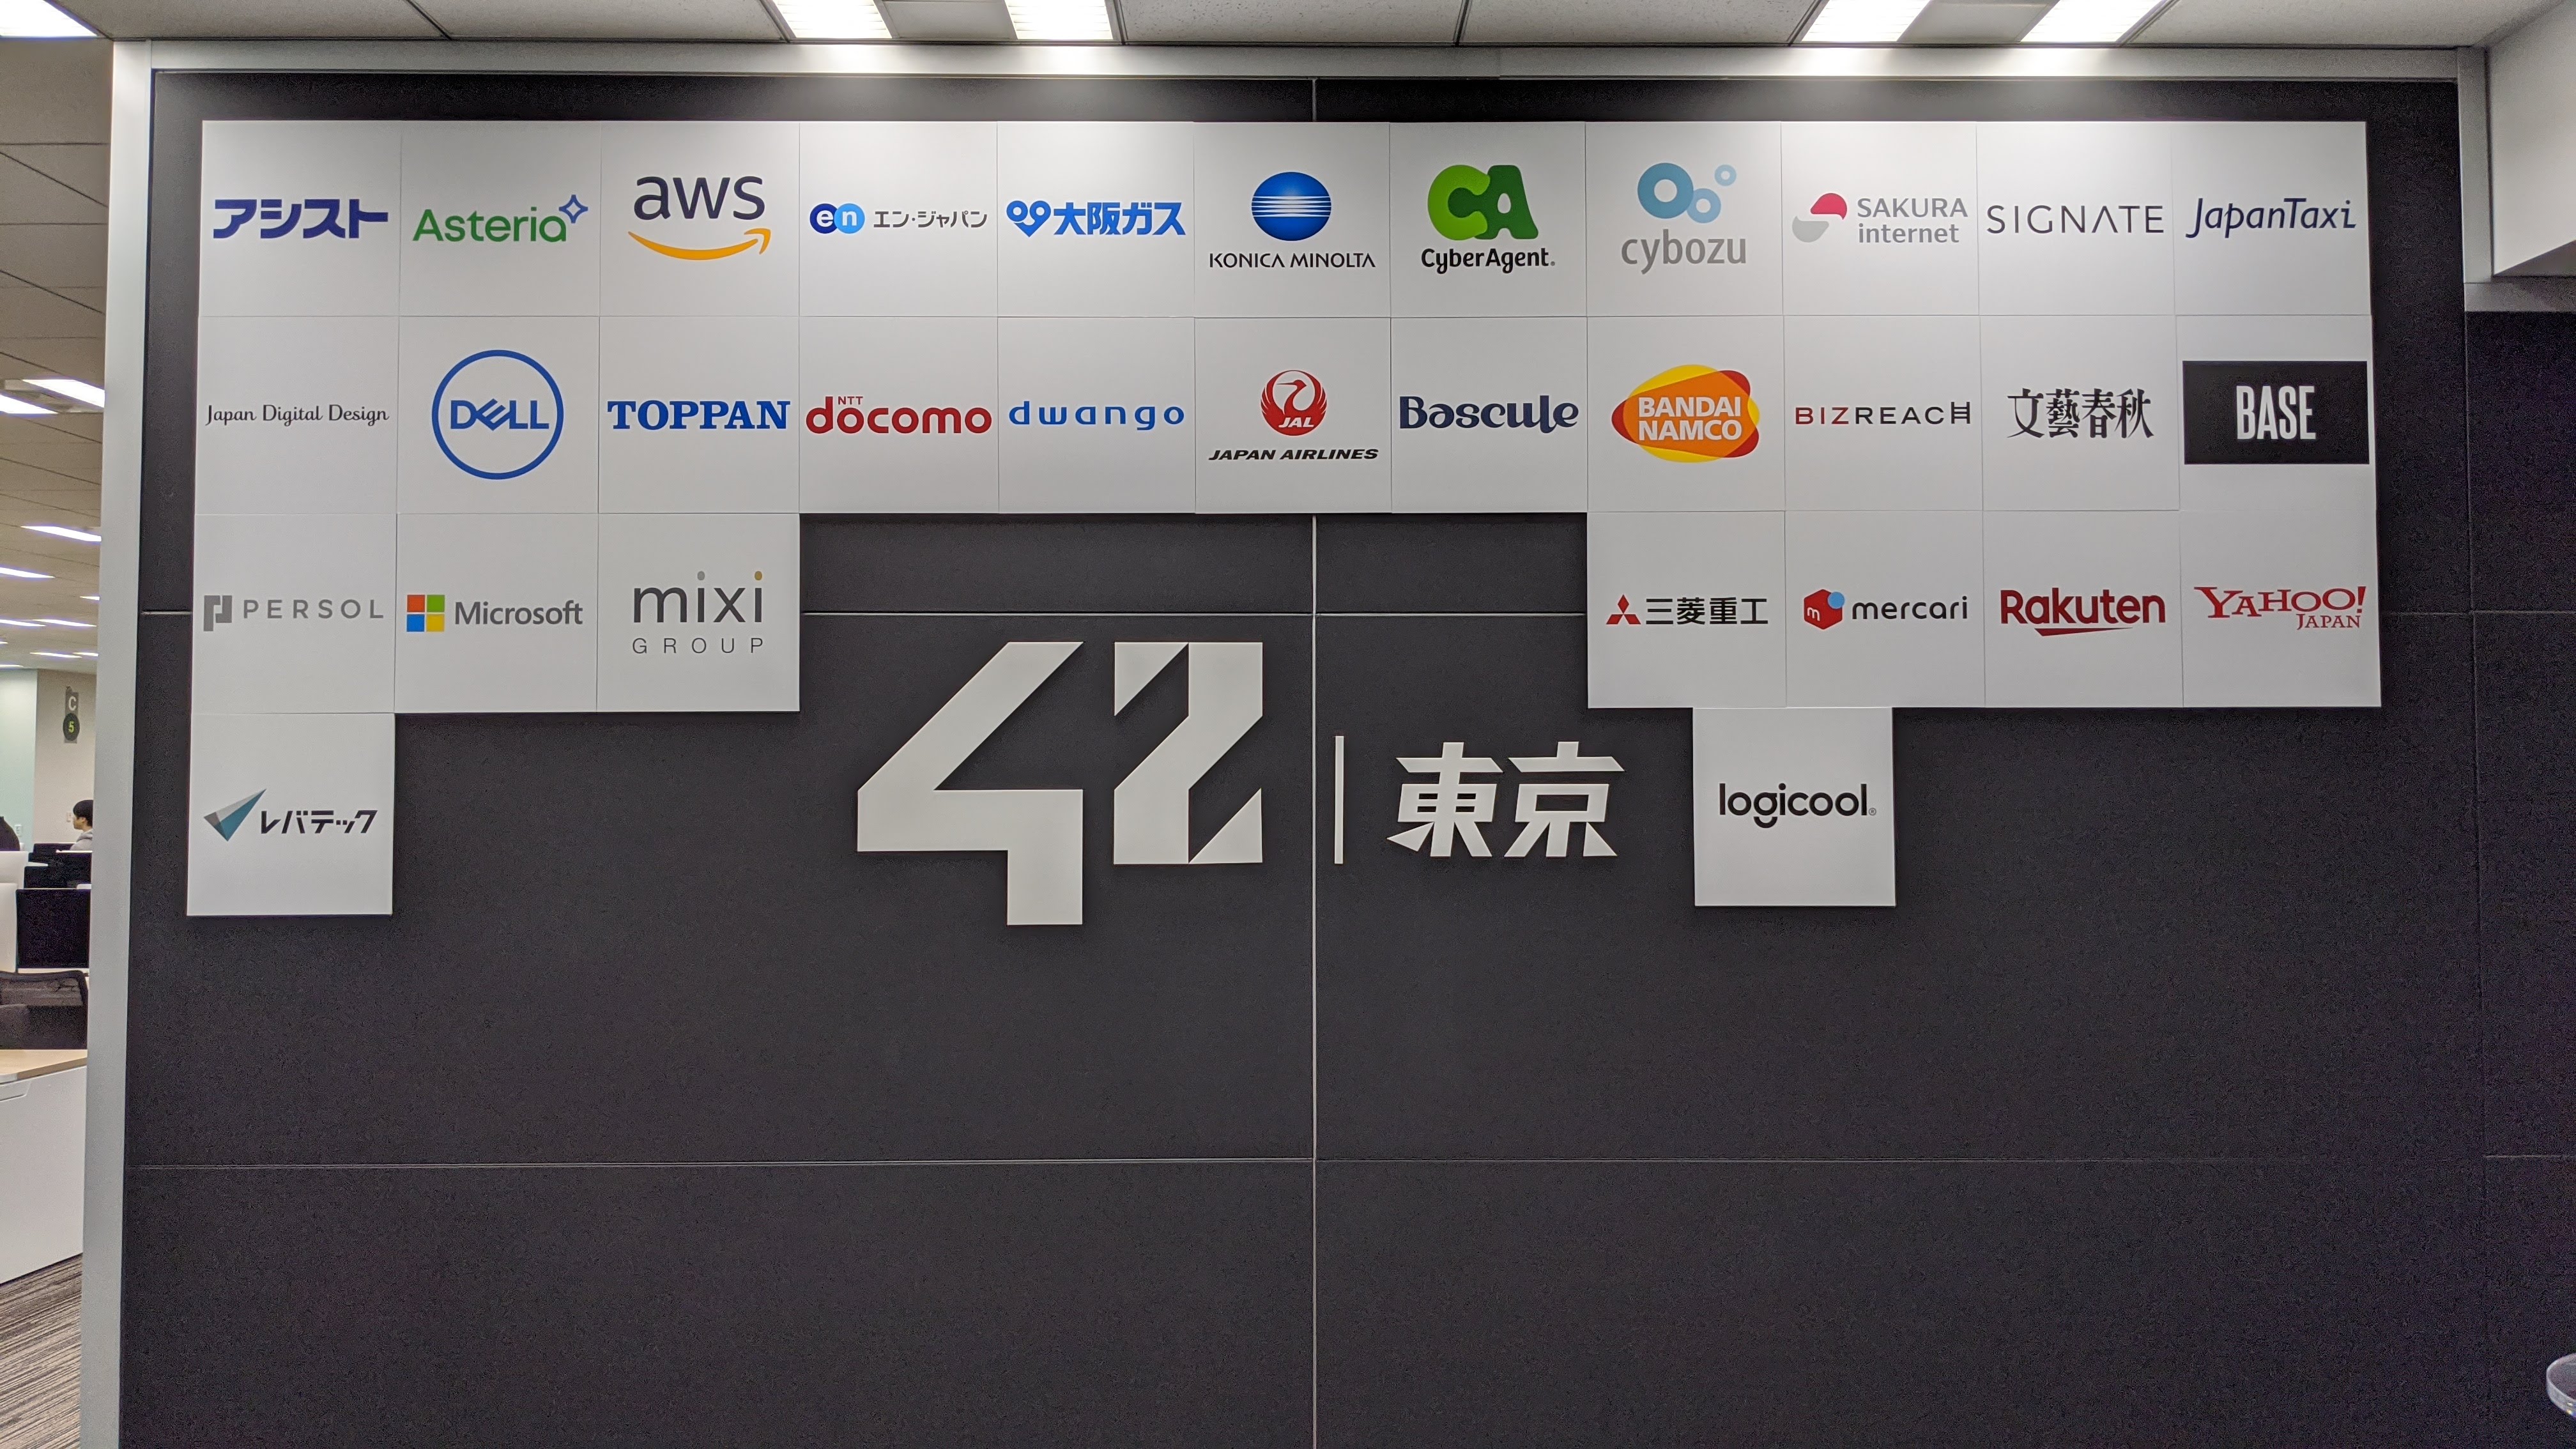 アシスト
Asteria
aws
en エン・ジャパン
大阪ガス
KONICA MINOLTA
CA
CyberAgent.
cybozu
SAKURA
internet
SIGNATE
JapanTaxi
Japan Digital Design
DELL
TOPPAN
NTT
docomo
dwango
JAL
JAPAN AIRLINES
Bascule
BANDAI
NAMCO
BIZREACH
文藝春秋
BASE
PERSOL
Microsoft
mixi
GROUP
三菱重工
m mercari
Rakuten
YAHOO!
JAPAN
レバテック
42 東京
logicool®
C
5